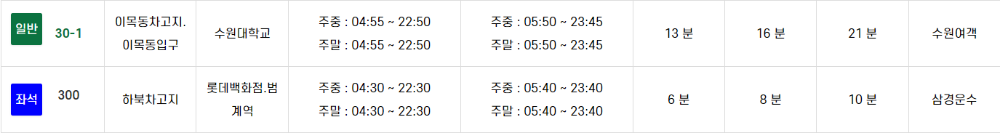 일반 30-1 이목동차고지. 이목동입구 수원대학교 주중 : 04:55 ~ 22:50 주말 : 04:55 ~ 22:50 주중 : 05:50 ~ 23:45 주말 : 05:50 ~ 23:45 13 분 16 분 21 분 수원여객
좌석 300 하북차고지 롯데백화점.범계역 주중 : 04:30 ~ 22:30 주말 : 04:30 ~ 22:30 주중 : 05:40 ~ 23:40 주말 : 05:40 ~ 23:40 6 분 8 분 10 분 삼경운수